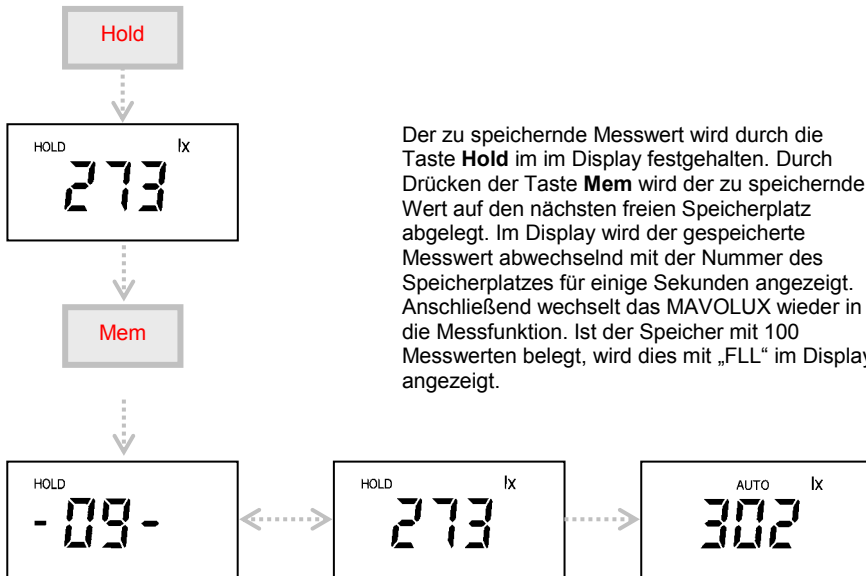 Hold
HOLD
lx
273
Der zu speichernde Messwert wird durch die
Taste Hold im im Display festgehalten. Durch
Drücken der Taste Mem wird der zu speichernde
Wert auf den nächsten freien Speicherplatz
abgelegt. Im Display wird der gespeicherte
Messwert abwechselnd mit der Nummer des
Speicherplatzes für einige Sekunden angezeigt.
Anschließend wechselt das MAVOLUX wieder in
die Messfunktion. Ist der Speicher mit 100
Messwerten belegt, wird dies mit „FLL“ im Display
angezeigt.
Mem
HOLD
-09-
HOLD
lx
273
AUTO
lx
302